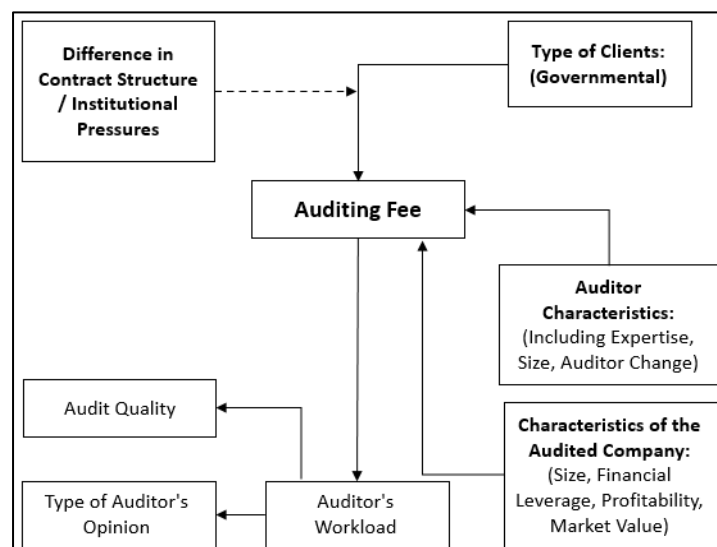 Difference in
Contract Structure
/ Institutional
Pressures
Type of Clients:
(Governmental)
Auditing Fee
Auditor
Characteristics:
(Including Expertise,
Size, Auditor Change)
Audit Quality
Characteristics of the
Audited Company:
(Size, Financial
Leverage, Profitability,
Market Value)
Type of Auditor's
Opinion
Auditor's
Workload